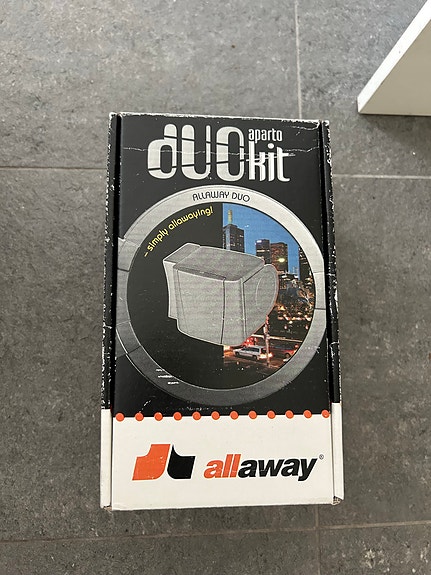 duo aparto kit
ALLAWAY DUO
– simply allawaying!
allaway®